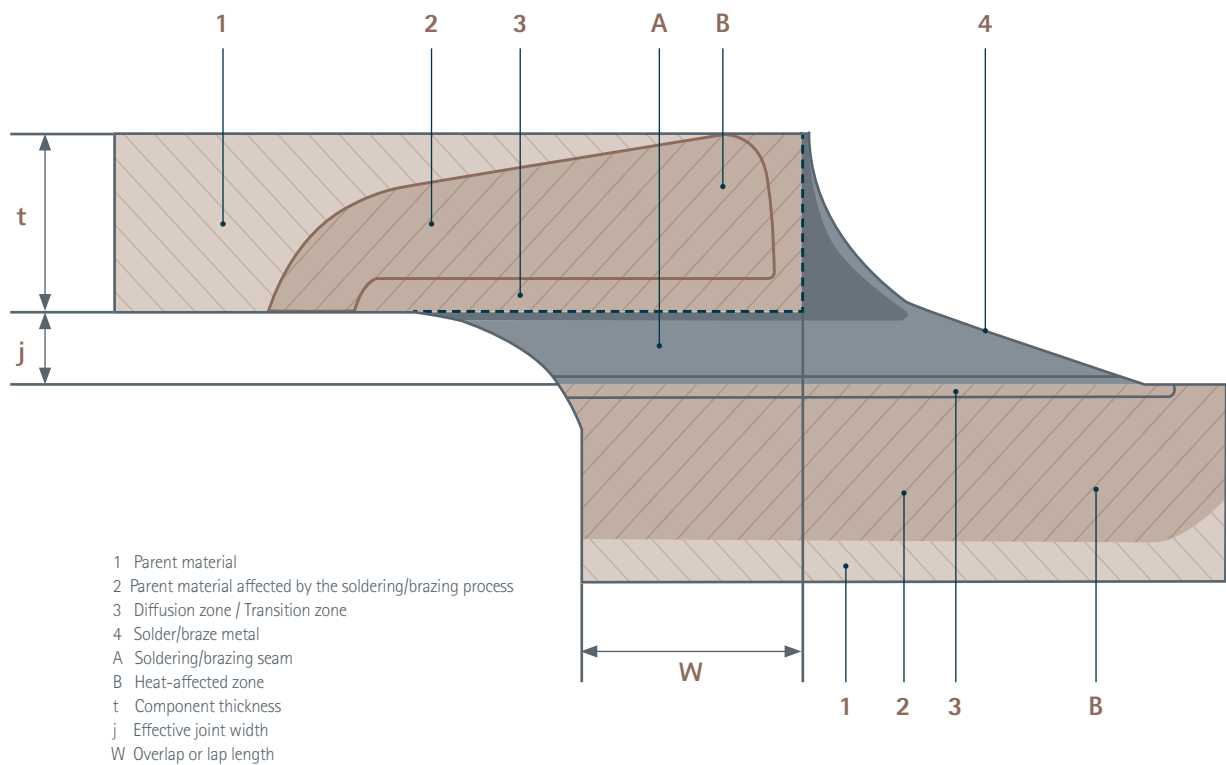 1 2 3 A B 4
t
j
1 Parent material
2 Parent material affected by the soldering/brazing process
3 Diffusion zone / Transition zone
4 Solder/braze metal
A Soldering/brazing seam
B Heat-affected zone
t Component thickness
j Effective joint width
W Overlap or lap length
W
1 2 3 B